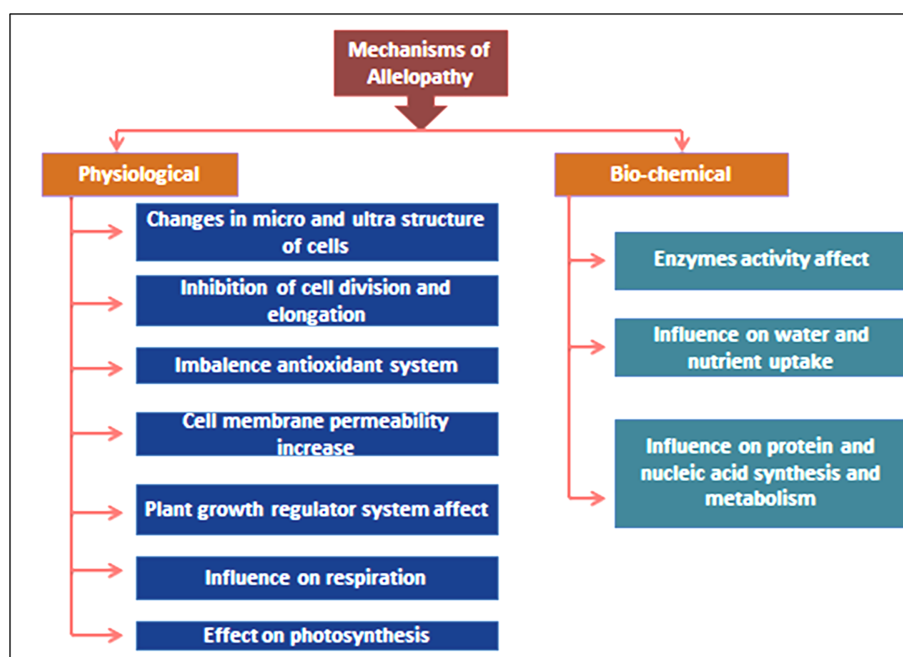 Mechanisms of
Allelopathy
Physiological
Bio-chemical
Changes in micro and ultra structure
of cells
Inhibition of cell division and
elongation
Imbalence antioxidant system
Cell membrane permeability
increase
Plant growth regulator system affect
Influence on respiration
Effect on photosynthesis
Enzymes activity affect
Influence on water and
nutrient uptake
Influence on protein and
nucleic acid synthesis and
metabolism